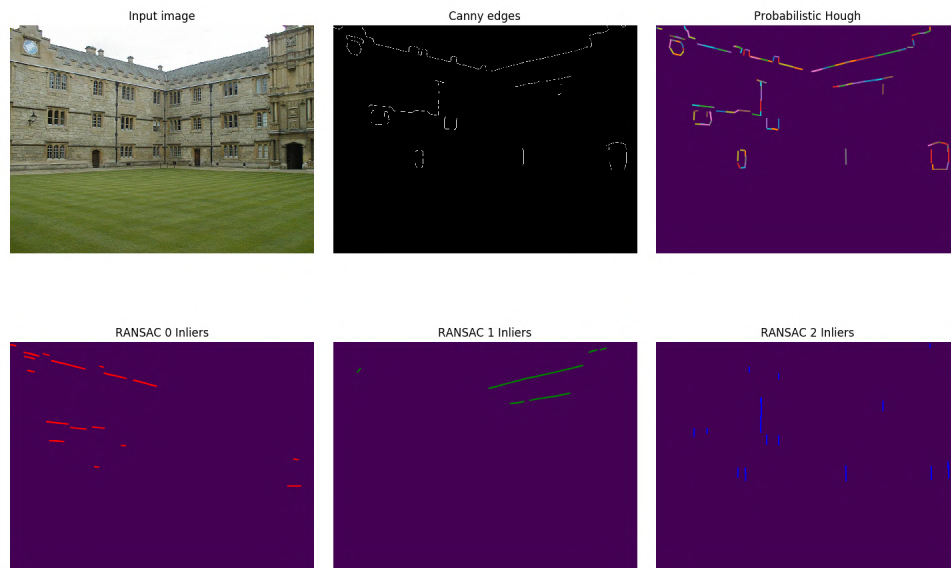 Input image
Canny edges
Probabilistic Hough
RANSAC 0 Inliers
RANSAC 1 Inliers
RANSAC 2 Inliers